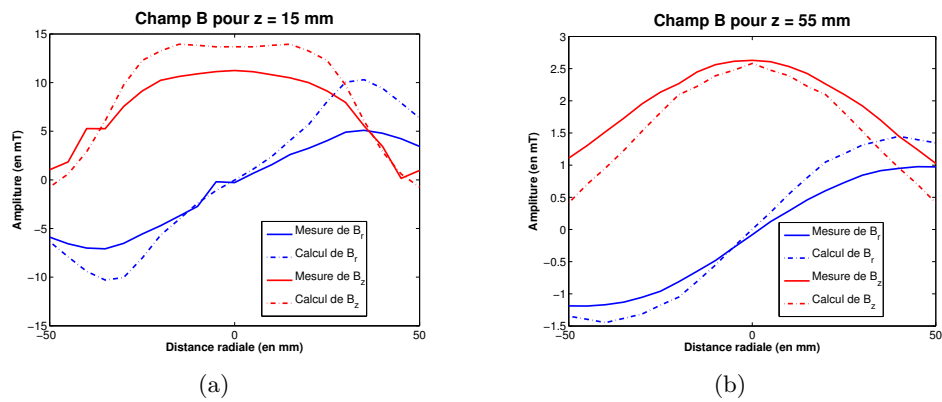 Champ B pour z = 15 mm
Amplitude (en mT)
15
10
5
0
−5
−10
−15
−50
0
50
Distance radiale (en mm)
Mesure de B_r
Calcul de B_r
Mesure de B_z
Calcul de B_z
(a)
Champ B pour z = 55 mm
Amplitude (en mT)
3
2.5
2
1.5
1
0.5
0
−0.5
−1
−1.5
−50
0
50
Distance radiale (en mm)
Mesure de B_r
Calcul de B_r
Mesure de B_z
Calcul de B_z
(b)